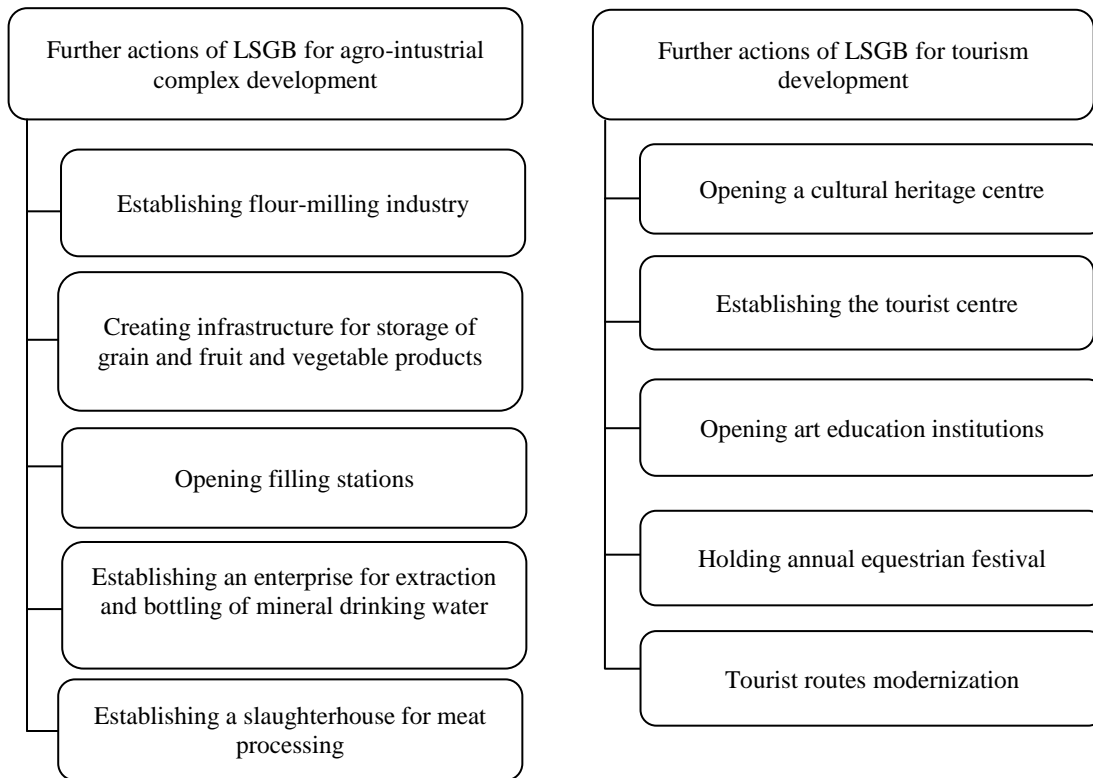 Further actions of LSGB for agro-intustrial
complex development
Establishing flour-milling industry
Creating infrastructure for storage of
grain and fruit and vegetable products
Opening filling stations
Establishing an enterprise for extraction
and bottling of mineral drinking water
Establishing a slaughterhouse for meat
processing
Further actions of LSGB for tourism
development
Opening a cultural heritage centre
Establishing the tourist centre
Opening art education institutions
Holding annual equestrian festival
Tourist routes modernization